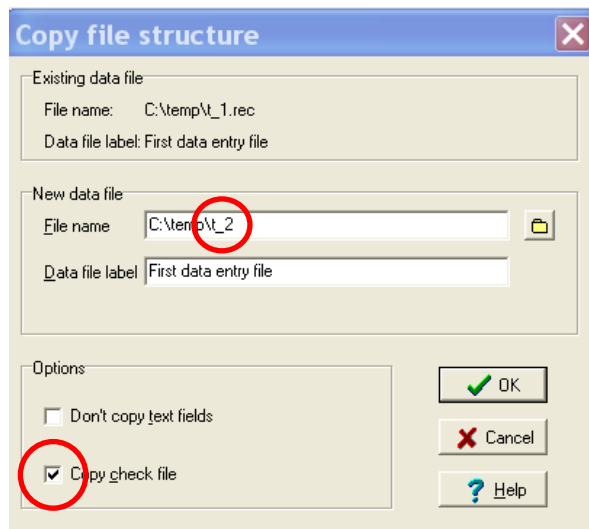 Copy file structure
Existing data file
File name: C:\temp\t_1.rec
Data file label: First data entry file
New data file
File name C:\temp\t_2
Data file label First data entry file
Options
Don't copy text fields
Copy check file
OK
Cancel
Help